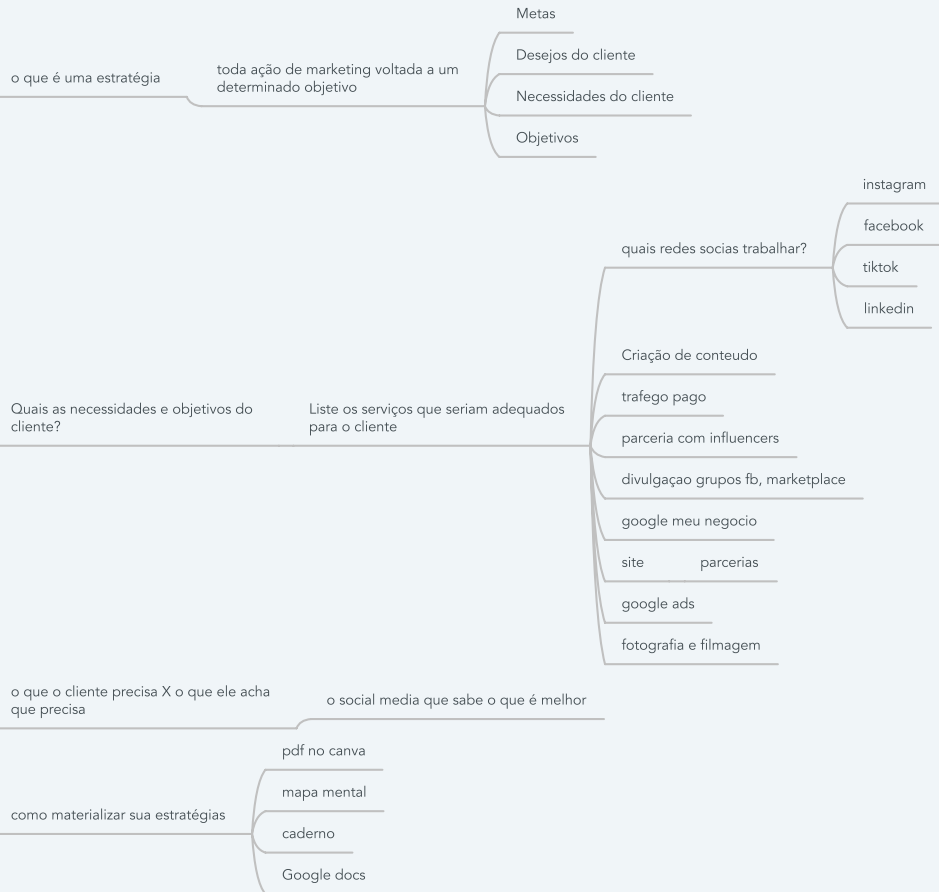 o que é uma estratégia
toda ação de marketing voltada a um
determinado objetivo
Metas
Desejos do cliente
Necessidades do cliente
Objetivos
Quais as necessidades e objetivos do
cliente?
Liste os serviços que seriam adequados
para o cliente
quais redes socias trabalhar?
instagram
facebook
tiktok
linkedin
Criação de conteudo
trafego pago
parceria com influencers
divulgaçao grupos fb, marketplace
google meu negocio
site
parcerias
google ads
fotografia e filmagem
o que o cliente precisa X o que ele acha
que precisa
o social media que sabe o que é melhor
como materializar sua estratégias
pdf no canva
mapa mental
caderno
Google docs